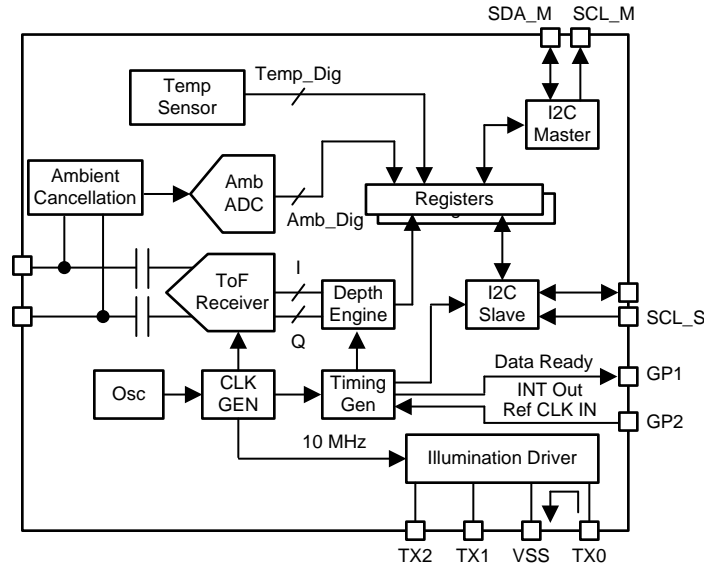 SDA_M SCL_M
Temp
Sensor
Temp_Dig
I2C
Master
Ambient
Cancellation
Amb
ADC
Amb_Dig
Registers
ToF
Receiver
I
Q
Depth
Engine
I2C
Slave
SCL_S
Osc
CLK
GEN
Timing
Gen
Data Ready
GP1
INT Out
Ref CLK IN
GP2
10 MHz
Illumination Driver
TX2 TX1 VSS TX0